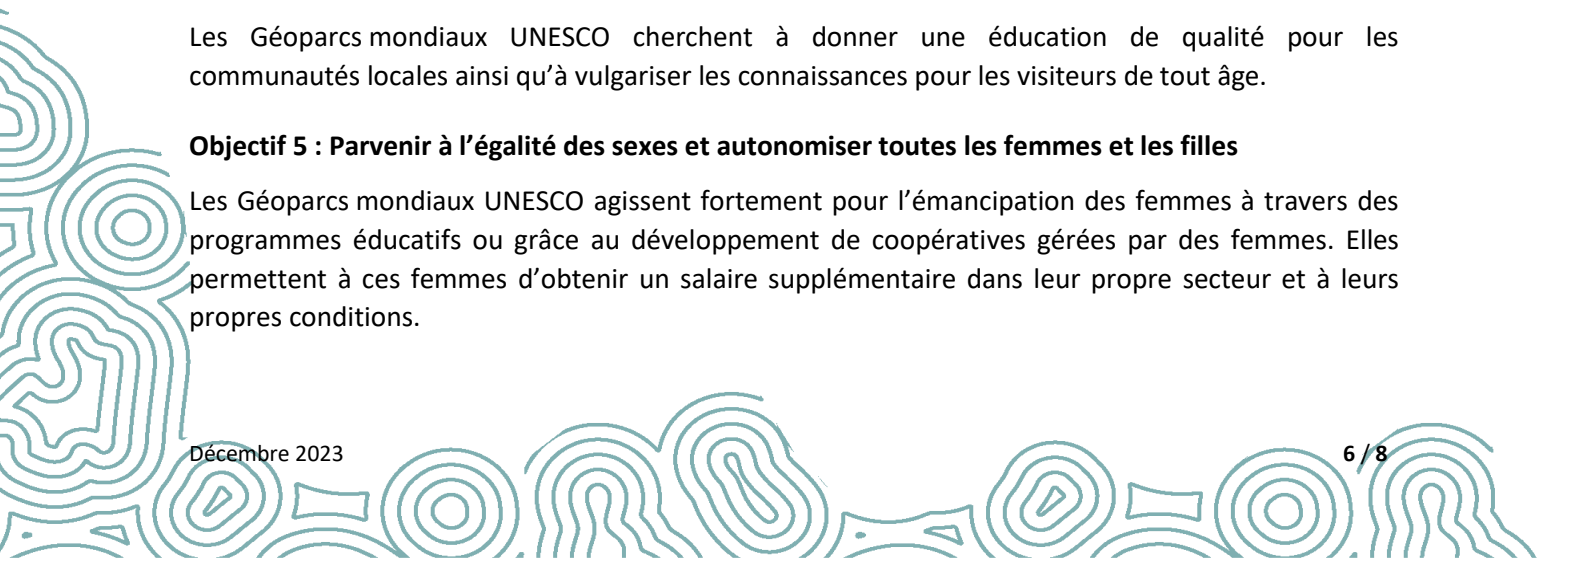 Les Géoparcs mondiaux UNESCO cherchent à donner une éducation de qualité pour les
communautés locales ainsi qu’à vulgariser les connaissances pour les visiteurs de tout âge.
Objectif 5 : Parvenir à l’égalité des sexes et autonomiser toutes les femmes et les filles
Les Géoparcs mondiaux UNESCO agissent fortement pour l’émancipation des femmes à travers des
programmes éducatifs ou grâce au développement de coopératives gérées par des femmes. Elles
permettent à ces femmes d’obtenir un salaire supplémentaire dans leur propre secteur et à leurs
propres conditions.
Décembre 2023 6 / 8